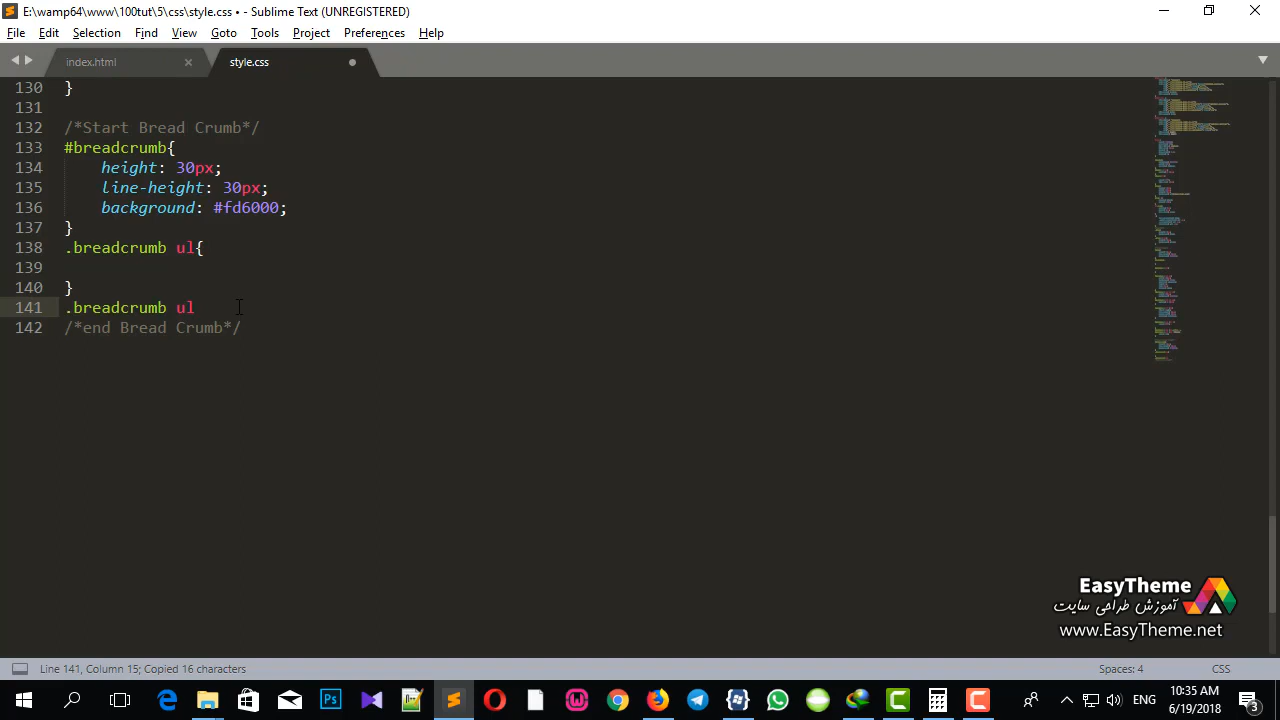 E:\wamp64\www\100tut\5\css\style.css • - Sublime Text (UNREGISTERED)
File Edit Selection Find View Goto Tools Project Preferences Help
index.html style.css
130 }
131
132 /*Start Bread Crumb*/
133 #breadcrumb{
134 height: 30px;
135 line-height: 30px;
136 background: #fd6000;
137 }
138 .breadcrumb ul{
139
140 }
141 .breadcrumb ul
142 /*end Bread Crumb*/
EasyTheme
آموزش طراحی سایت
www.EasyTheme.net
Line 141, Column 15; Copied 16 characters Spaces: 4 CSS
ENG 10:35 AM
6/19/2018
3